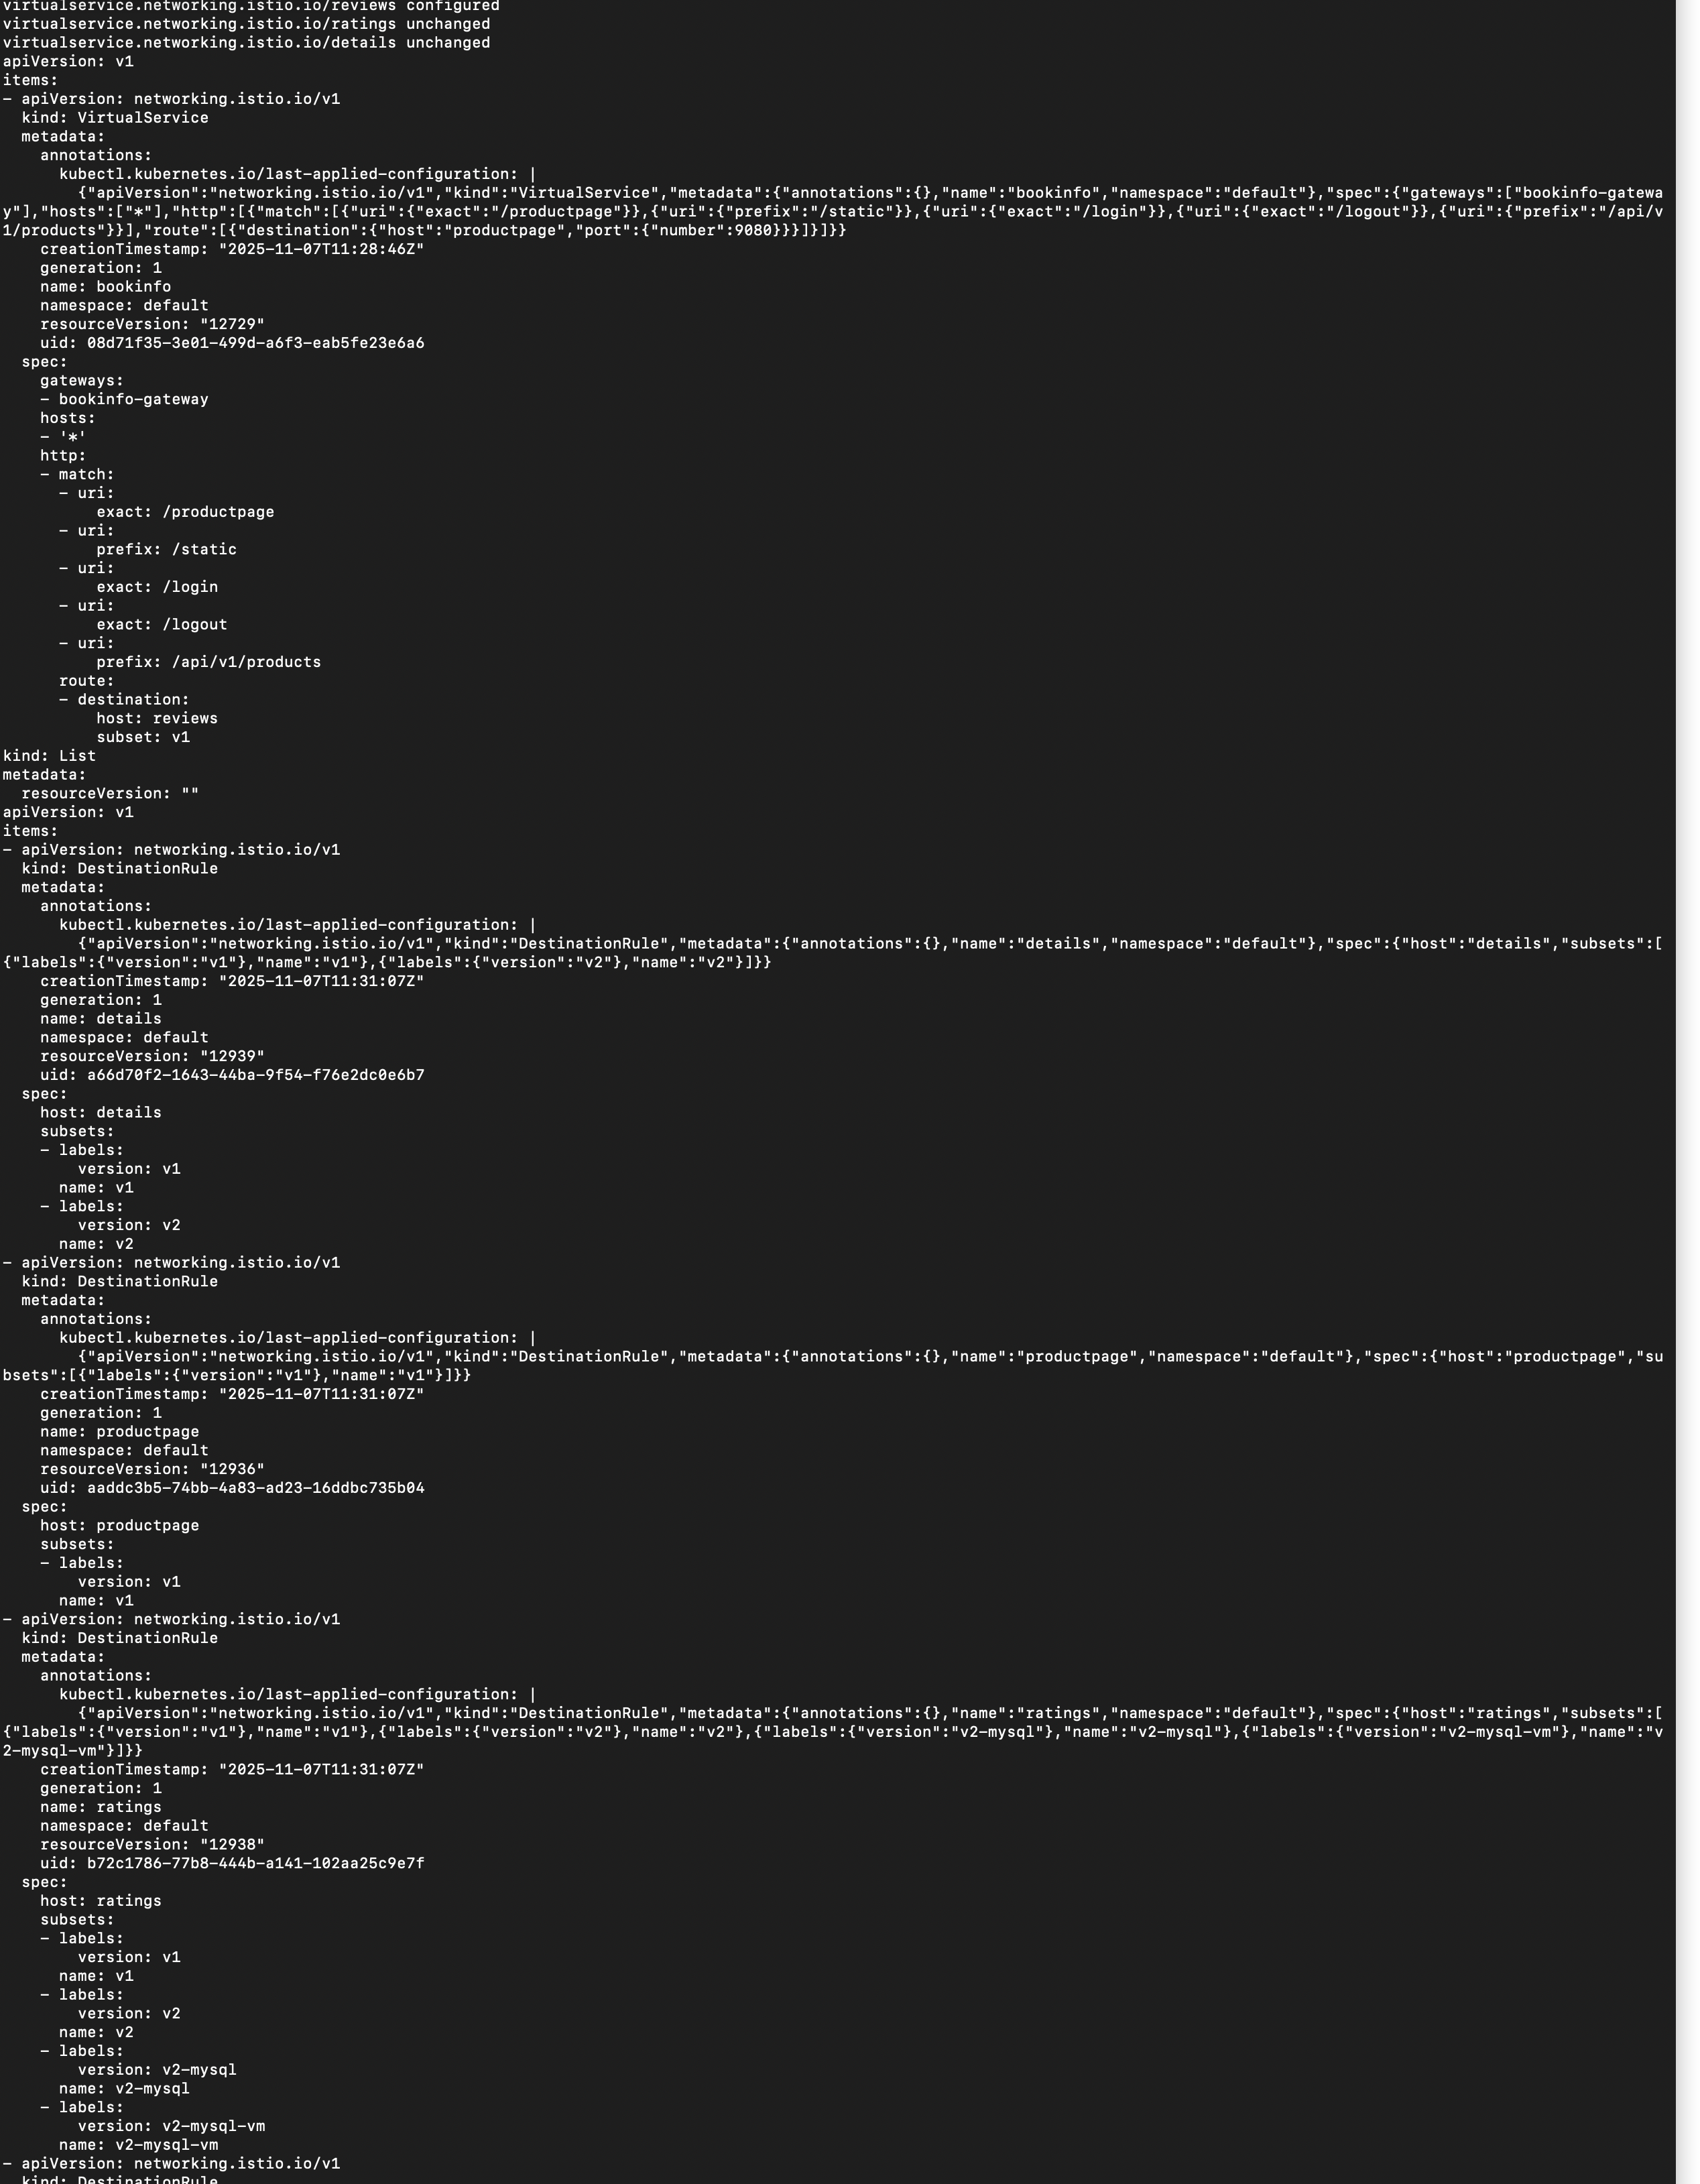 virtualservice.networking.istio.io/reviews configured
virtualservice.networking.istio.io/ratings unchanged
virtualservice.networking.istio.io/details unchanged
apiVersion: v1
items:
- apiVersion: networking.istio.io/v1
  kind: VirtualService
  metadata:
    annotations:
      kubectl.kubernetes.io/last-applied-configuration: |
        {"apiVersion":"networking.istio.io/v1","kind":"VirtualService","metadata":{"annotations":{},"name":"bookinfo","namespace":"default"},"spec":{"gateways":["bookinfo-gatewa
y"],"hosts":["*"],"http":[{"match":[{"uri":{"exact":"/productpage"}},{"uri":{"prefix":"/static"}},{"uri":{"exact":"/login"}},{"uri":{"exact":"/logout"}},{"uri":{"prefix":"/api/v
1/products"}}],"route":[{"destination":{"host":"productpage","port":{"number":9080}}}]}]}}
    creationTimestamp: "2025-11-07T11:28:46Z"
    generation: 1
    name: bookinfo
    namespace: default
    resourceVersion: "12729"
    uid: 08d71f35-3e01-499d-a6f3-eab5fe23e6a6
  spec:
    gateways:
    - bookinfo-gateway
    hosts:
    - '*'
    http:
    - match:
      - uri:
          exact: /productpage
      - uri:
          prefix: /static
      - uri:
          exact: /login
      - uri:
          exact: /logout
      - uri:
          prefix: /api/v1/products
      route:
      - destination:
          host: reviews
          subset: v1
kind: List
metadata:
  resourceVersion: ""
apiVersion: v1
items:
- apiVersion: networking.istio.io/v1
  kind: DestinationRule
  metadata:
    annotations:
      kubectl.kubernetes.io/last-applied-configuration: |
        {"apiVersion":"networking.istio.io/v1","kind":"DestinationRule","metadata":{"annotations":{},"name":"details","namespace":"default"},"spec":{"host":"details","subsets":[
{"labels":{"version":"v1"},"name":"v1"},{"labels":{"version":"v2"},"name":"v2"}]}}
    creationTimestamp: "2025-11-07T11:31:07Z"
    generation: 1
    name: details
    namespace: default
    resourceVersion: "12939"
    uid: a66d70f2-1643-44ba-9f54-f76e2dc0e6b7
  spec:
    host: details
    subsets:
    - labels:
        version: v1
      name: v1
    - labels:
        version: v2
      name: v2
- apiVersion: networking.istio.io/v1
  kind: DestinationRule
  metadata:
    annotations:
      kubectl.kubernetes.io/last-applied-configuration: |
        {"apiVersion":"networking.istio.io/v1","kind":"DestinationRule","metadata":{"annotations":{},"name":"productpage","namespace":"default"},"spec":{"host":"productpage","su
bsets":[{"labels":{"version":"v1"},"name":"v1"}]}}
    creationTimestamp: "2025-11-07T11:31:07Z"
    generation: 1
    name: productpage
    namespace: default
    resourceVersion: "12936"
    uid: aaddc3b5-74bb-4a83-ad23-16ddbc735b04
  spec:
    host: productpage
    subsets:
    - labels:
        version: v1
      name: v1
- apiVersion: networking.istio.io/v1
  kind: DestinationRule
  metadata:
    annotations:
      kubectl.kubernetes.io/last-applied-configuration: |
        {"apiVersion":"networking.istio.io/v1","kind":"DestinationRule","metadata":{"annotations":{},"name":"ratings","namespace":"default"},"spec":{"host":"ratings","subsets":[
{"labels":{"version":"v1"},"name":"v1"},{"labels":{"version":"v2"},"name":"v2"},{"labels":{"version":"v2-mysql"},"name":"v2-mysql"},{"labels":{"version":"v2-mysql-vm"},"name":"v
2-mysql-vm"}]}}
    creationTimestamp: "2025-11-07T11:31:07Z"
    generation: 1
    name: ratings
    namespace: default
    resourceVersion: "12938"
    uid: b72c1786-77b8-444b-a141-102aa25c9e7f
  spec:
    host: ratings
    subsets:
    - labels:
        version: v1
      name: v1
    - labels:
        version: v2
      name: v2
    - labels:
        version: v2-mysql
      name: v2-mysql
    - labels:
        version: v2-mysql-vm
      name: v2-mysql-vm
- apiVersion: networking.istio.io/v1
  kind: DestinationRule